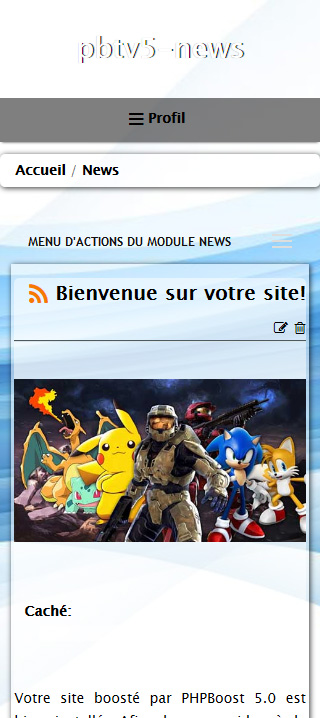 pbtv5 -news
Profil
Accueil / News
MENU D'ACTIONS DU MODULE NEWS
Bienvenue sur votre site!
Caché:
Votre site boosté par PHPBoost 5.0 est